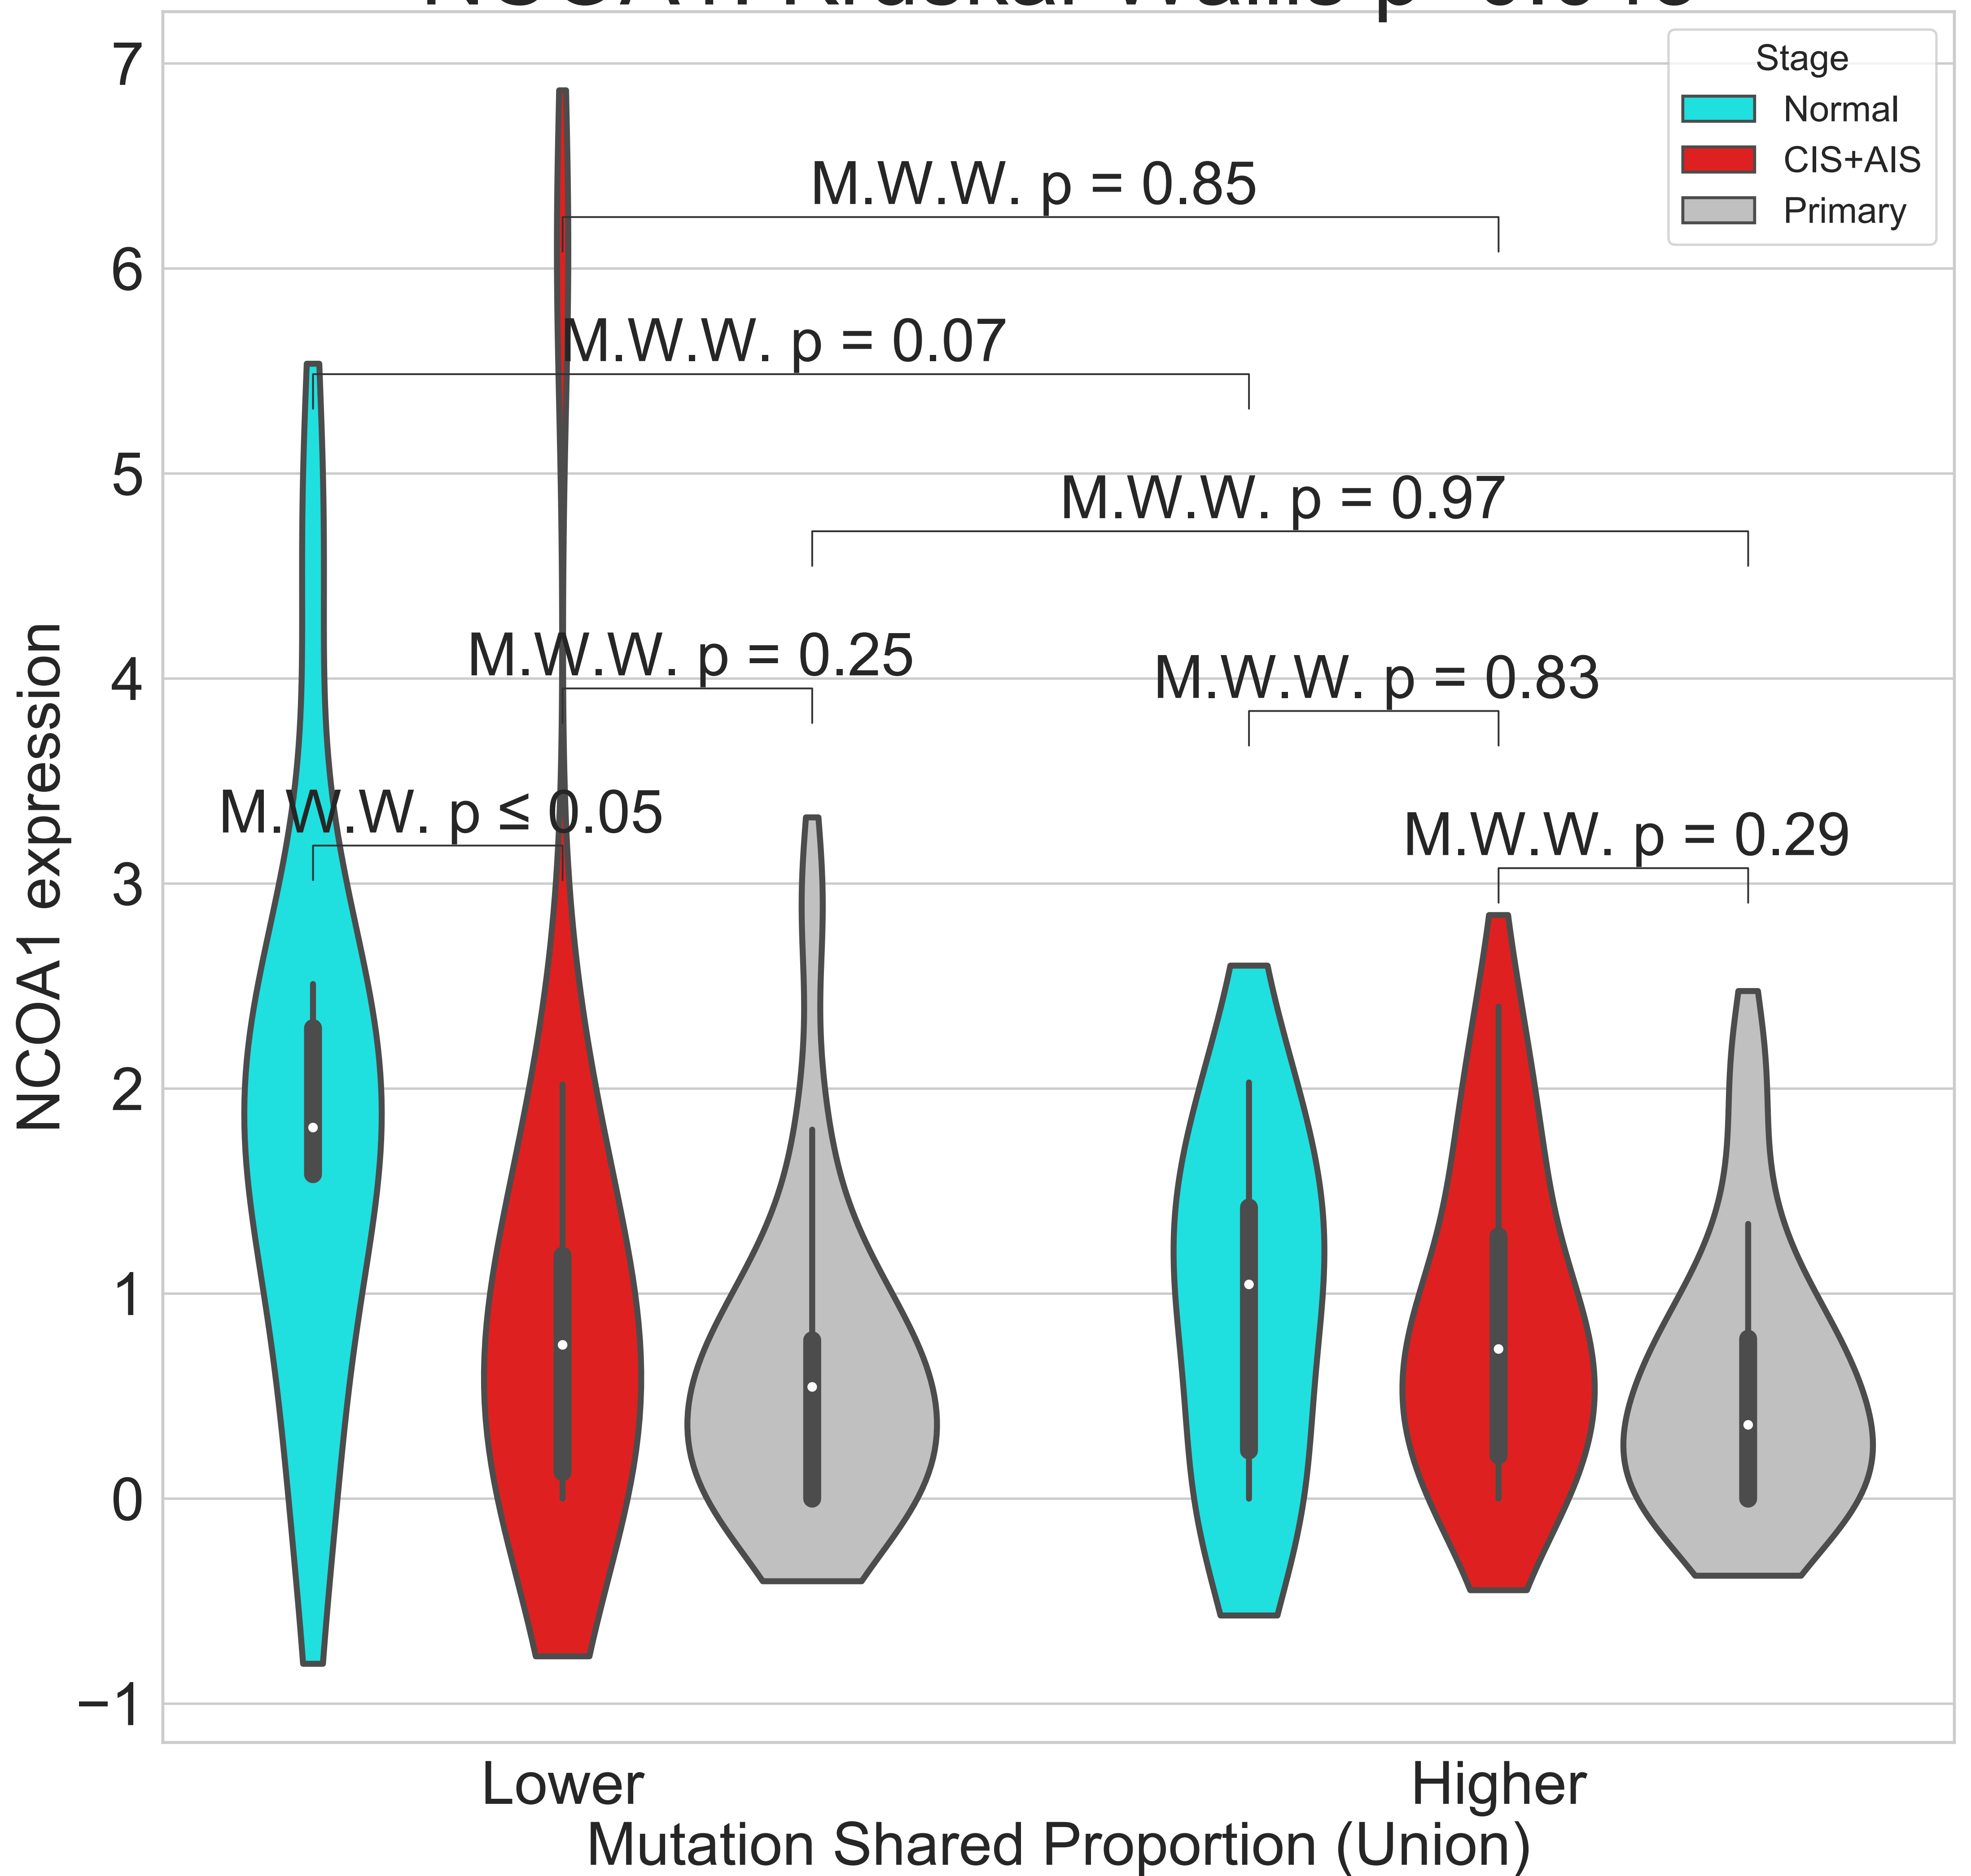 7
6
5
4
3
2
1
0
−1
NCOA1 expression
Stage
Normal
CIS+AIS
Primary
M.W.W. p = 0.85
M.W.W. p = 0.07
M.W.W. p = 0.97
M.W.W. p = 0.25
M.W.W. p = 0.83
M.W.W. p ≤ 0.05
M.W.W. p = 0.29
Lower
Higher
Mutation Shared Proportion (Union)